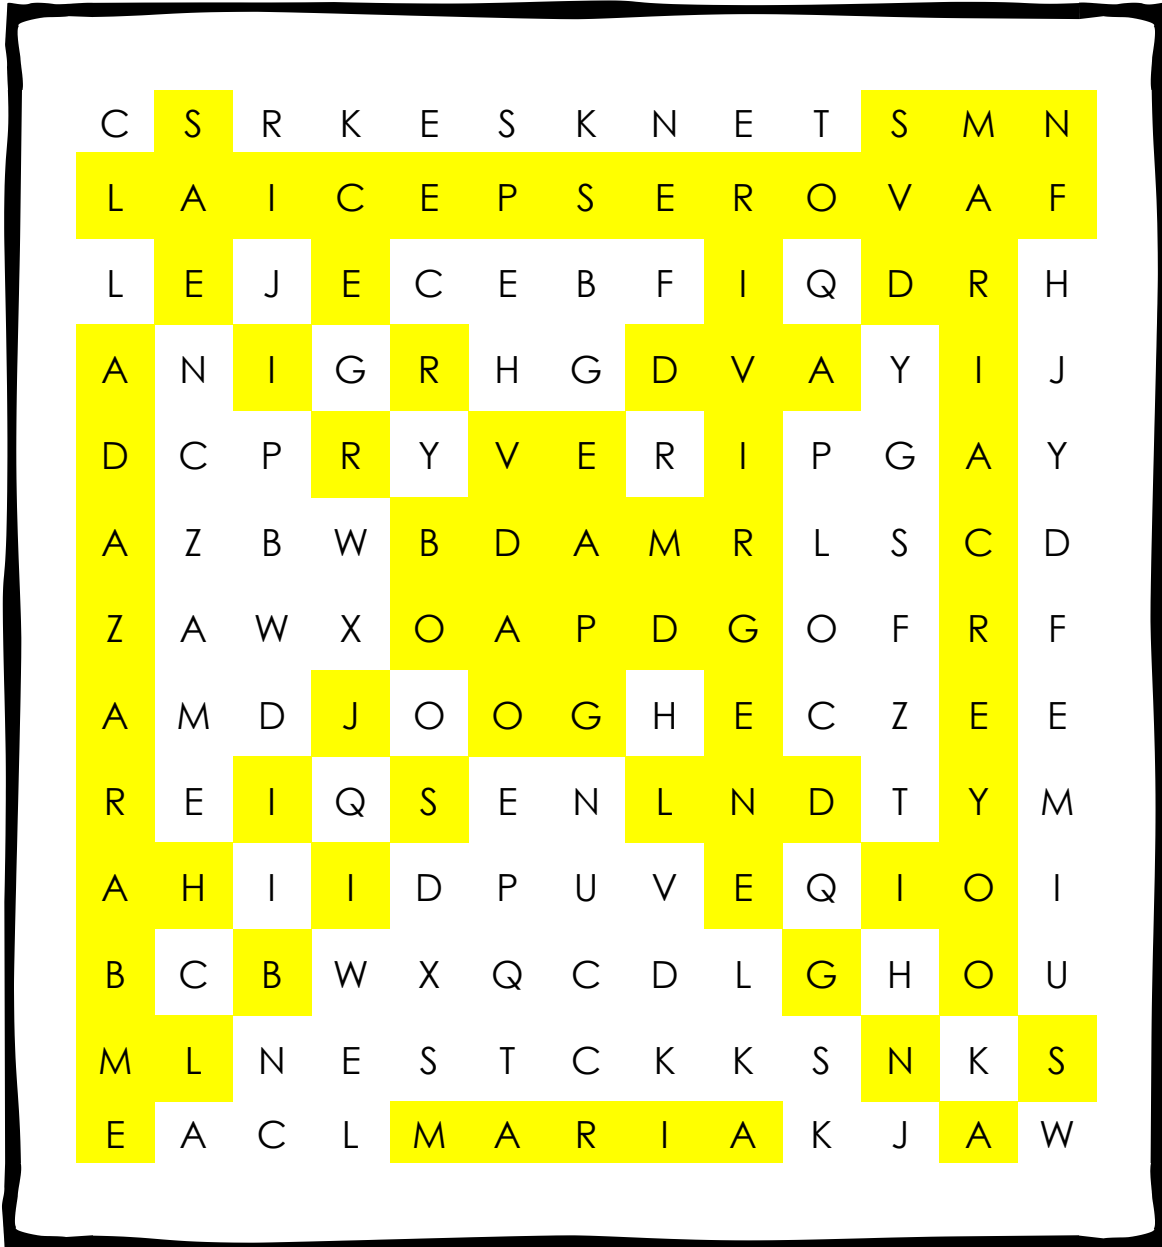 C S R K E S K N E T S M N
L A I C E P S E R O V A F
L E J E C E B F I Q D R H
A N I G R H G D V A Y I J
D C P R Y V E R I P G A Y
A Z B W B D A M R L S C D
Z A W X O A P D G O F R F
A M D J O O G H E C Z E E
R E I Q S E N L N D T Y M
A H I I D P U V E Q I O I
B C B W X Q C D L G H O U
M L N E S T C K K S N K S
E A C L M A R I A K J A W